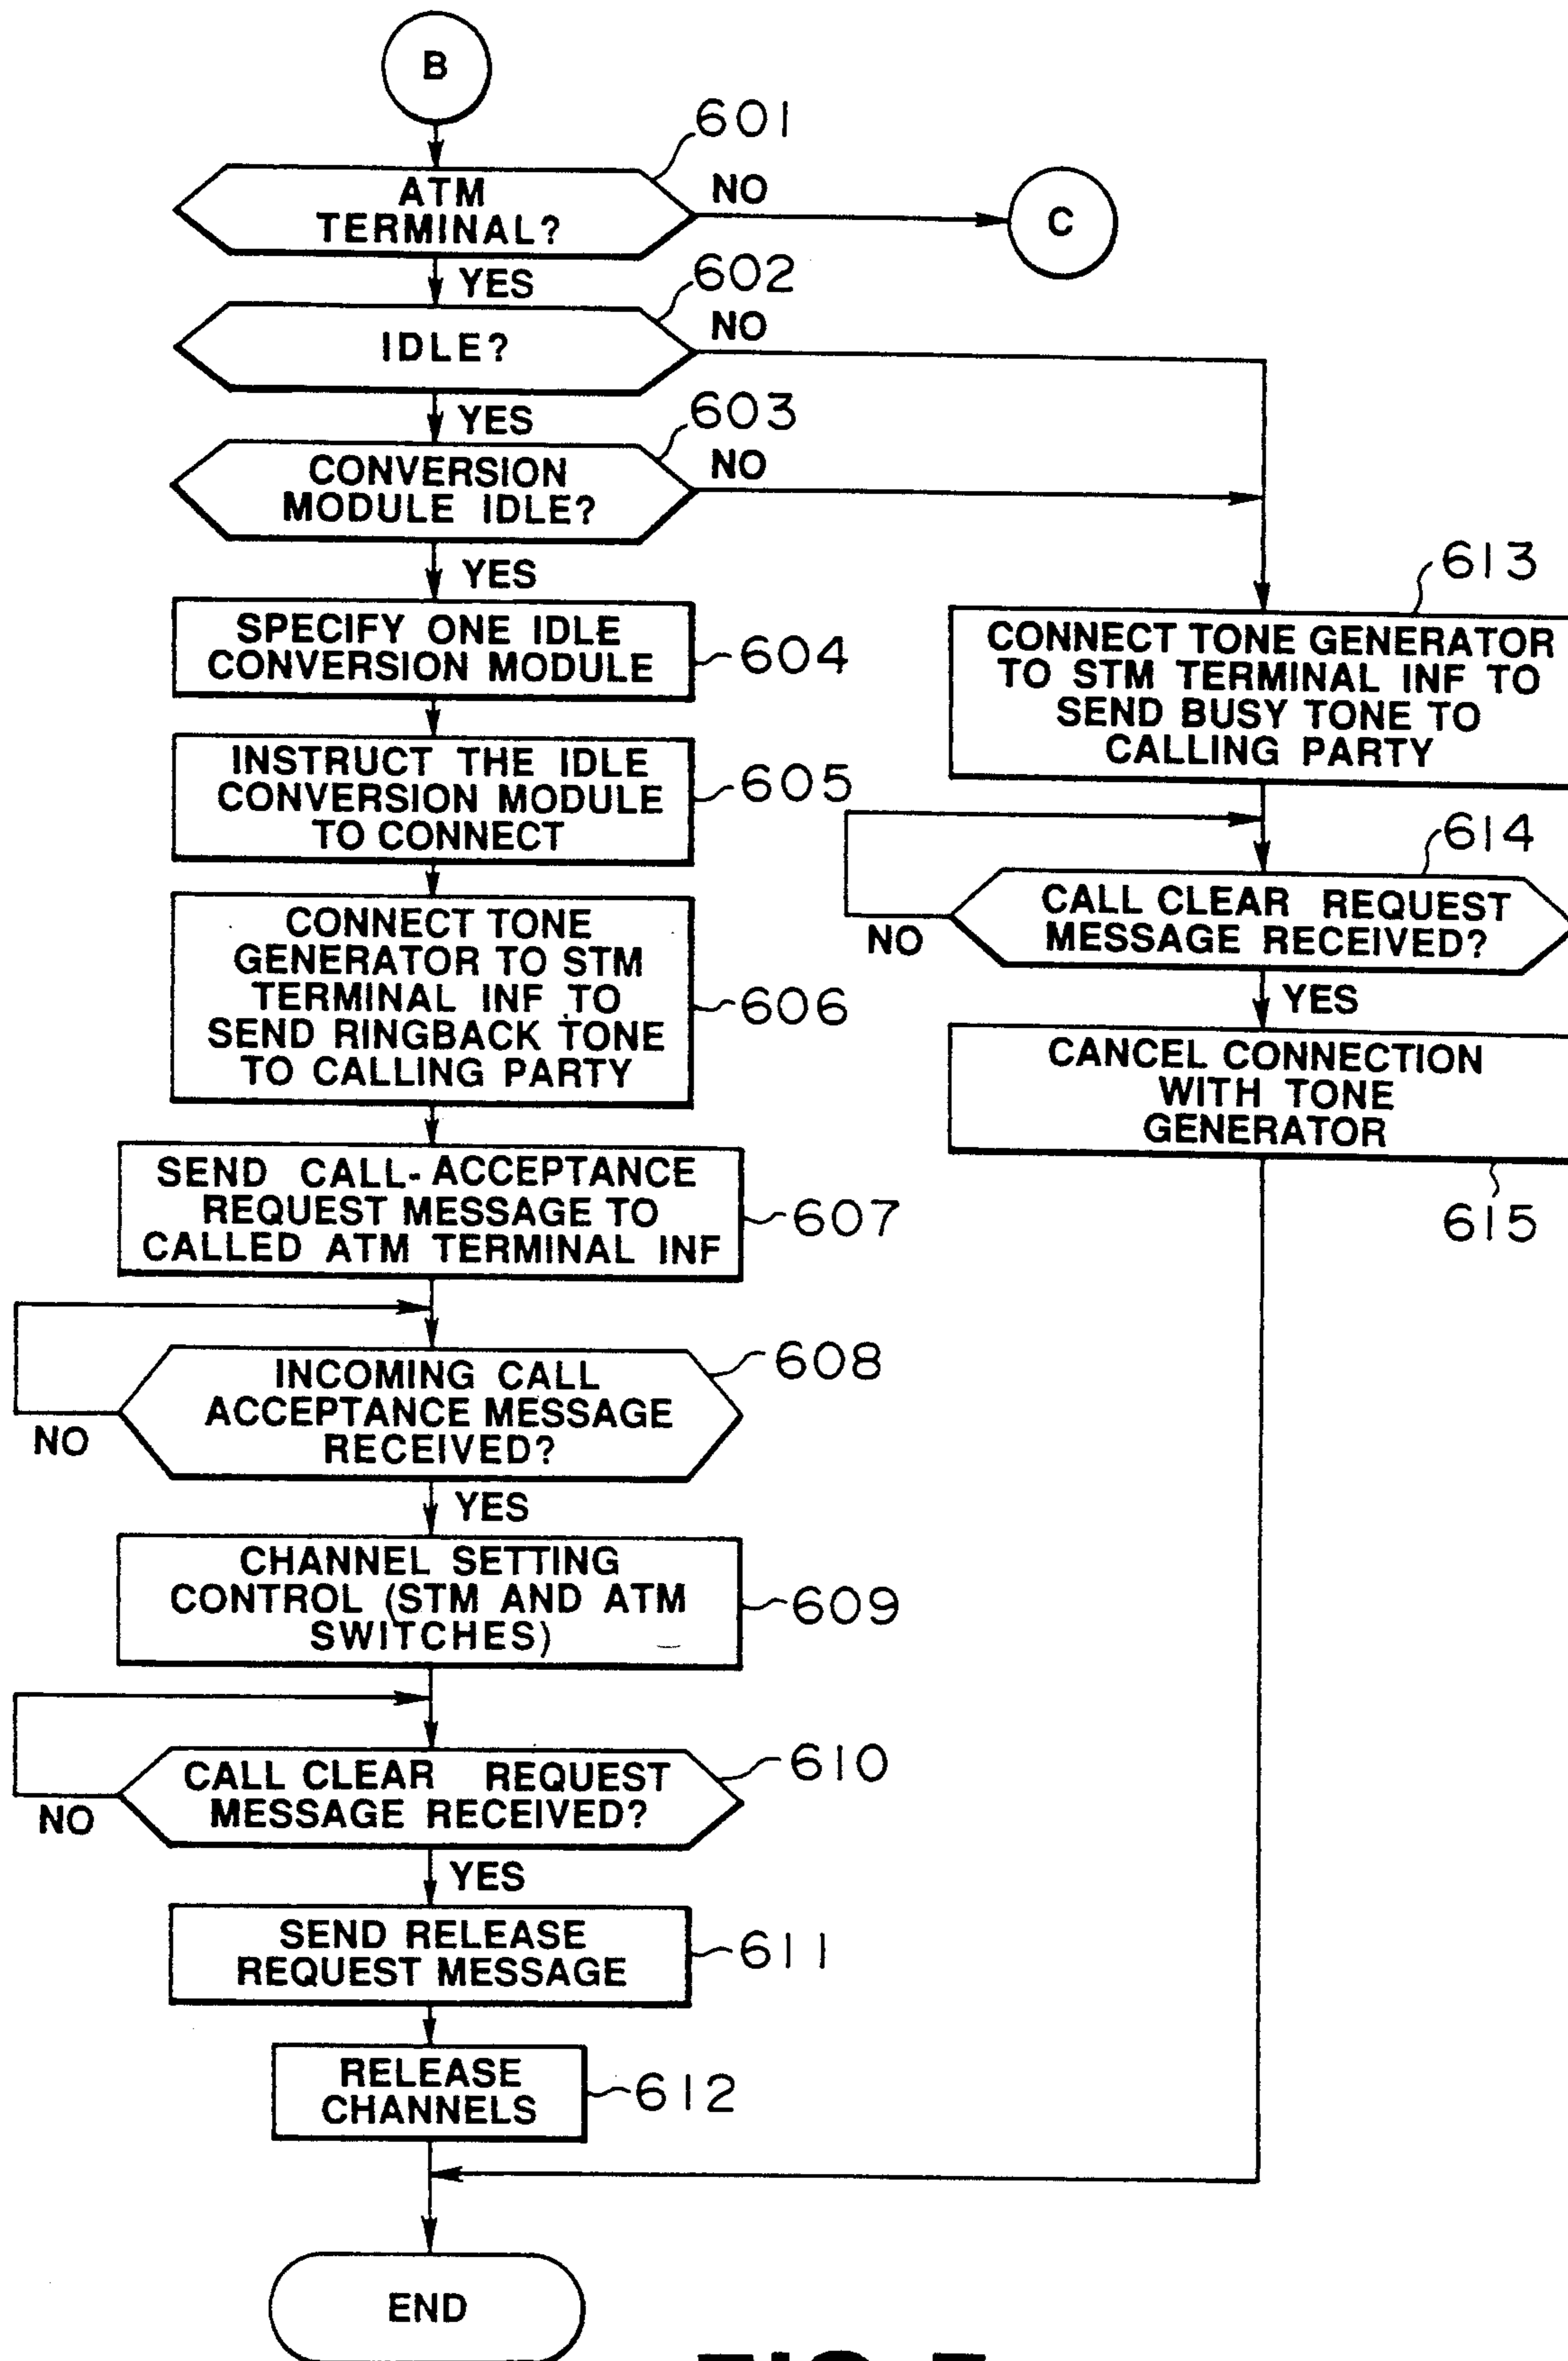 B
601
ATM
TERMINAL?
NO
C
YES
602
IDLE?
NO
YES
603
CONVERSION
MODULE IDLE?
NO
YES
SPECIFY ONE IDLE
CONVERSION MODULE
604
INSTRUCT THE IDLE
CONVERSION MODULE
TO CONNECT
605
CONNECT TONE
GENERATOR TO STM
TERMINAL INF TO
SEND RINGBACK TONE
TO CALLING PARTY
606
SEND CALL-ACCEPTANCE
REQUEST MESSAGE TO
CALLED ATM TERMINAL INF
607
INCOMING CALL
ACCEPTANCE MESSAGE
RECEIVED?
608
NO
YES
CHANNEL SETTING
CONTROL (STM AND ATM
SWITCHES)
609
CALL CLEAR REQUEST
MESSAGE RECEIVED?
610
NO
YES
SEND RELEASE
REQUEST MESSAGE
611
RELEASE
CHANNELS
612
END
613
CONNECT TONE GENERATOR
TO STM TERMINAL INF TO
SEND BUSY TONE TO
CALLING PARTY
614
CALL CLEAR REQUEST
MESSAGE RECEIVED?
NO
YES
CANCEL CONNECTION
WITH TONE
GENERATOR
615